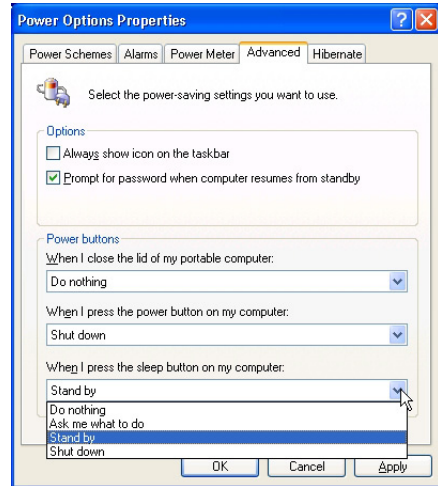 Power Options Properties
Power Schemes Alarms Power Meter Advanced Hibernate
Select the power-saving settings you want to use.
Options
Always show icon on the taskbar
Prompt for password when computer resumes from standby
Power buttons
When I close the lid of my portable computer:
Do nothing
When I press the power button on my computer:
Shut down
When I press the sleep button on my computer:
Stand by
Do nothing
Ask me what to do
Stand by
Shut down
OK Cancel Apply